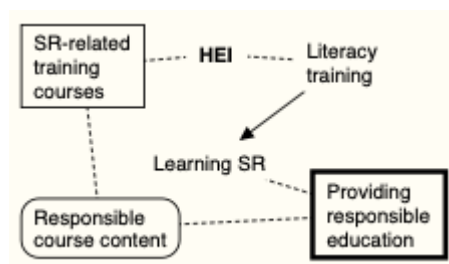 SR-related
training
courses
HEI
Literacy
training
Learning SR
Responsible
course content
Providing
responsible
education